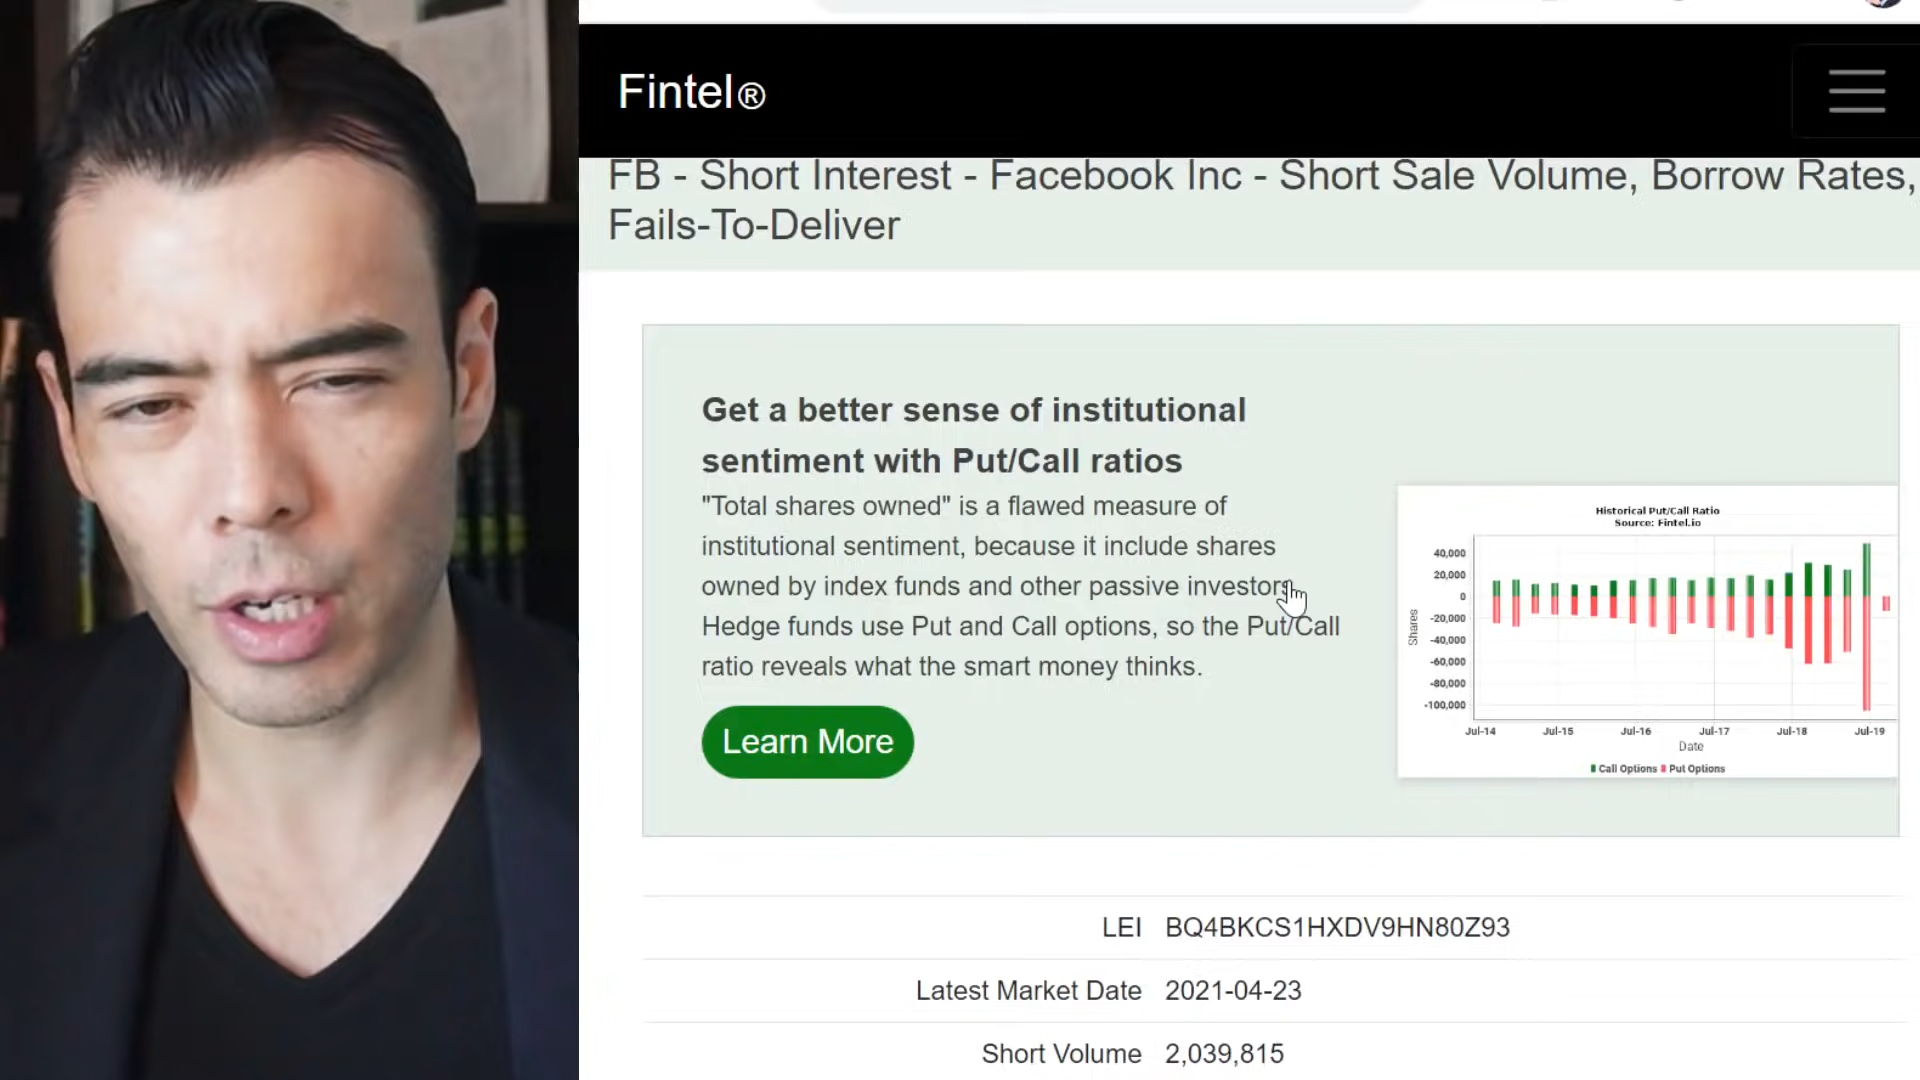 Fintel®
FB - Short Interest - Facebook Inc - Short Sale Volume, Borrow Rates,
Fails-To-Deliver
Get a better sense of institutional
sentiment with Put/Call ratios
"Total shares owned" is a flawed measure of
institutional sentiment, because it include shares
owned by index funds and other passive investors
Hedge funds use Put and Call options, so the Put/Call
ratio reveals what the smart money thinks.
Learn More
Historical Put/Call Ratio
Source: Fintel.io
40,000
20,000
0
-20,000
-40,000
-60,000
-80,000
-100,000
Shares
Jul-14 Jul-15 Jul-16 Jul-17 Jul-18 Jul-19
Date
Call Options Put Options
LEI BQ4BKCS1HXDV9HN80Z93
Latest Market Date 2021-04-23
Short Volume 2,039,815